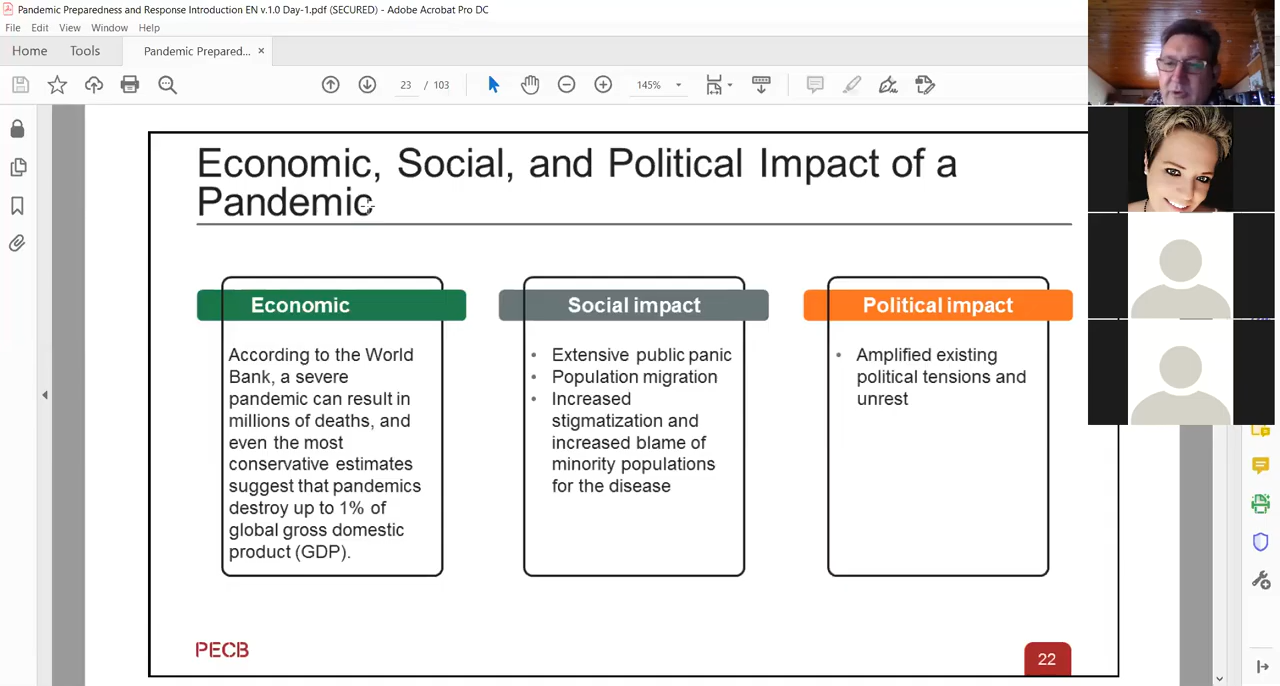 Pandemic Preparedness and Response Introduction EN v.1.0 Day-1.pdf (SECURED) - Adobe Acrobat Pro DC
File Edit View Window Help
Home Tools Pandemic Prepared... ×
23 / 103 145%
Economic, Social, and Political Impact of a
Pandemic
Economic
According to the World
Bank, a severe
pandemic can result in
millions of deaths, and
even the most
conservative estimates
suggest that pandemics
destroy up to 1% of
global gross domestic
product (GDP).
Social impact
• Extensive public panic
• Population migration
• Increased
stigmatization and
increased blame of
minority populations
for the disease
Political impact
• Amplified existing
political tensions and
unrest
PECB
22